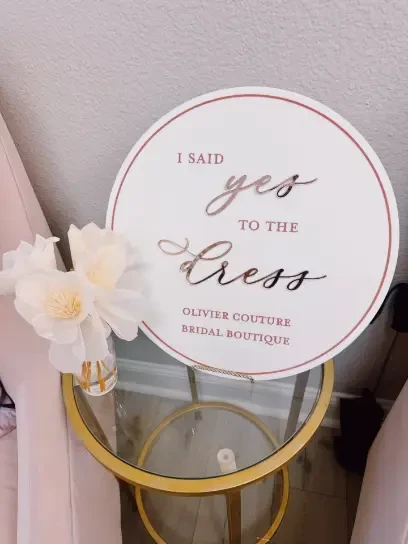 I SAID
yes
TO THE
dress
OLIVIER COUTURE
BRIDAL BOUTIQUE